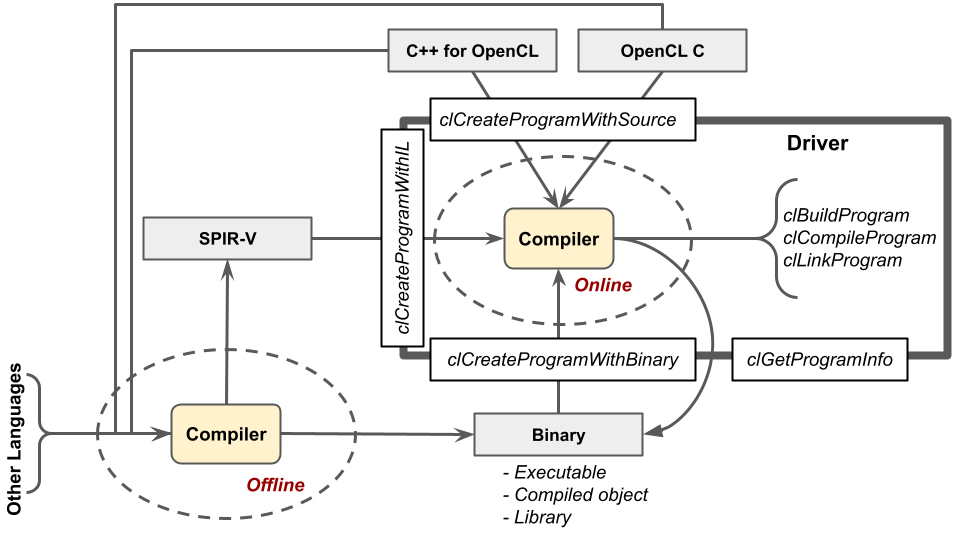 C++ for OpenCL
OpenCL C
clCreateProgramWithSource
Driver
clCreateProgramWithIL
clBuildProgram
clCompileProgram
clLinkProgram
SPIR-V
Compiler
Online
clCreateProgramWithBinary
clGetProgramInfo
Other Languages
Compiler
Offline
Binary
- Executable
- Compiled object
- Library